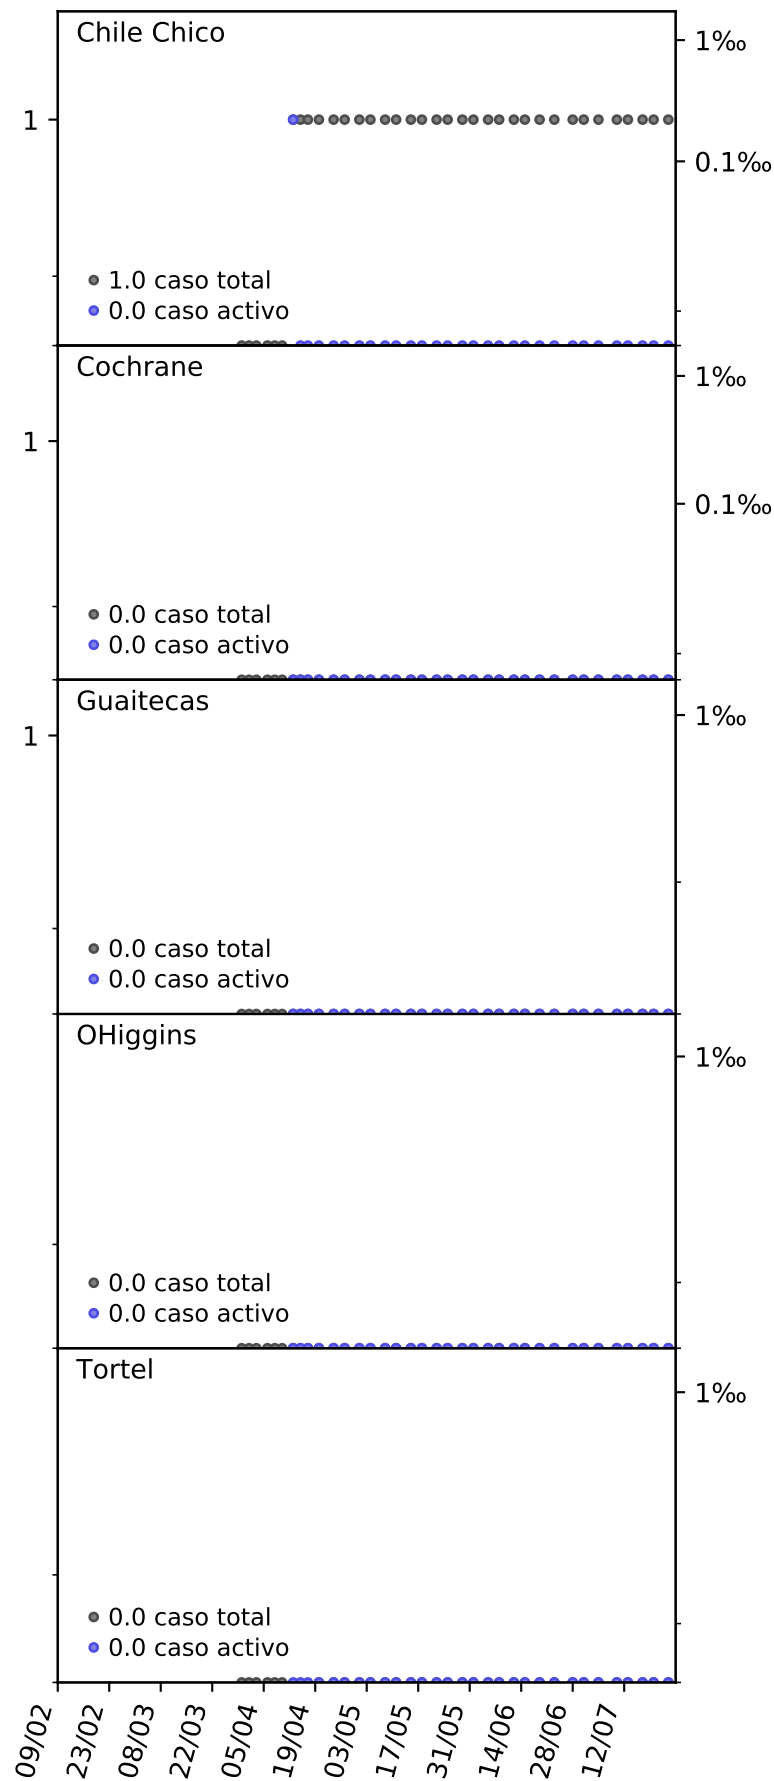 Chile Chico
1‰
1
0.1‰
1.0 caso total
0.0 caso activo
Cochrane
1‰
1
0.1‰
0.0 caso total
0.0 caso activo
Guaitecas
1‰
1
0.0 caso total
0.0 caso activo
OHiggins
1‰
0.0 caso total
0.0 caso activo
Tortel
1‰
0.0 caso total
0.0 caso activo
09/02 23/02 08/03 22/03 05/04 19/04 03/05 17/05 31/05 14/06 28/06 12/07